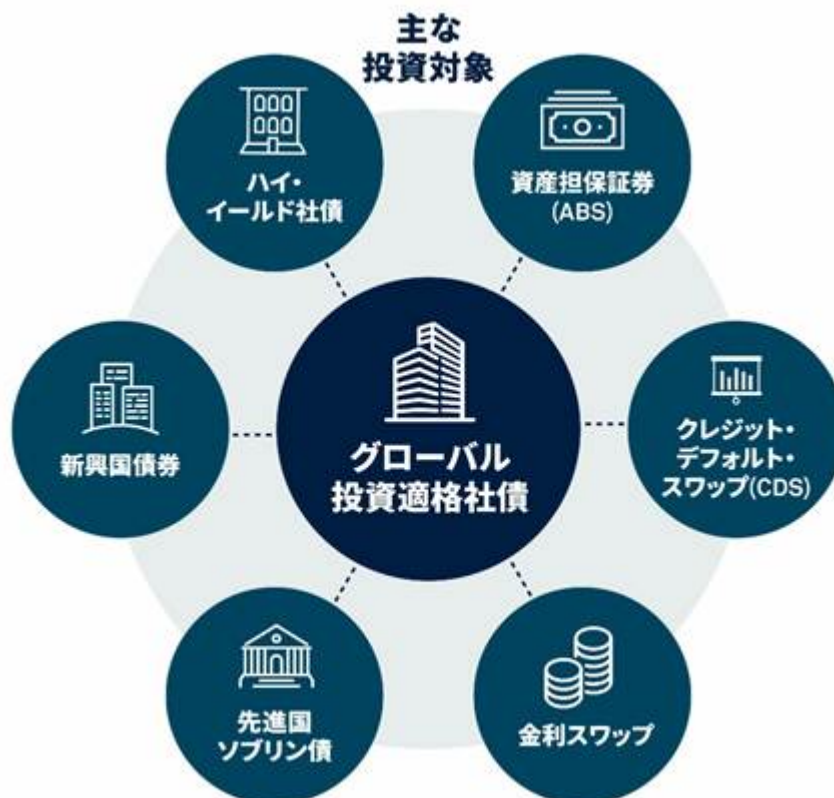 主な
投資対象
ハイ・
イールド社債
資産担保証券
(ABS)
新興国債券
グローバル
投資適格社債
クレジット・
デフォルト・
スワップ(CDS)
先進国
ソブリン債
金利スワップ